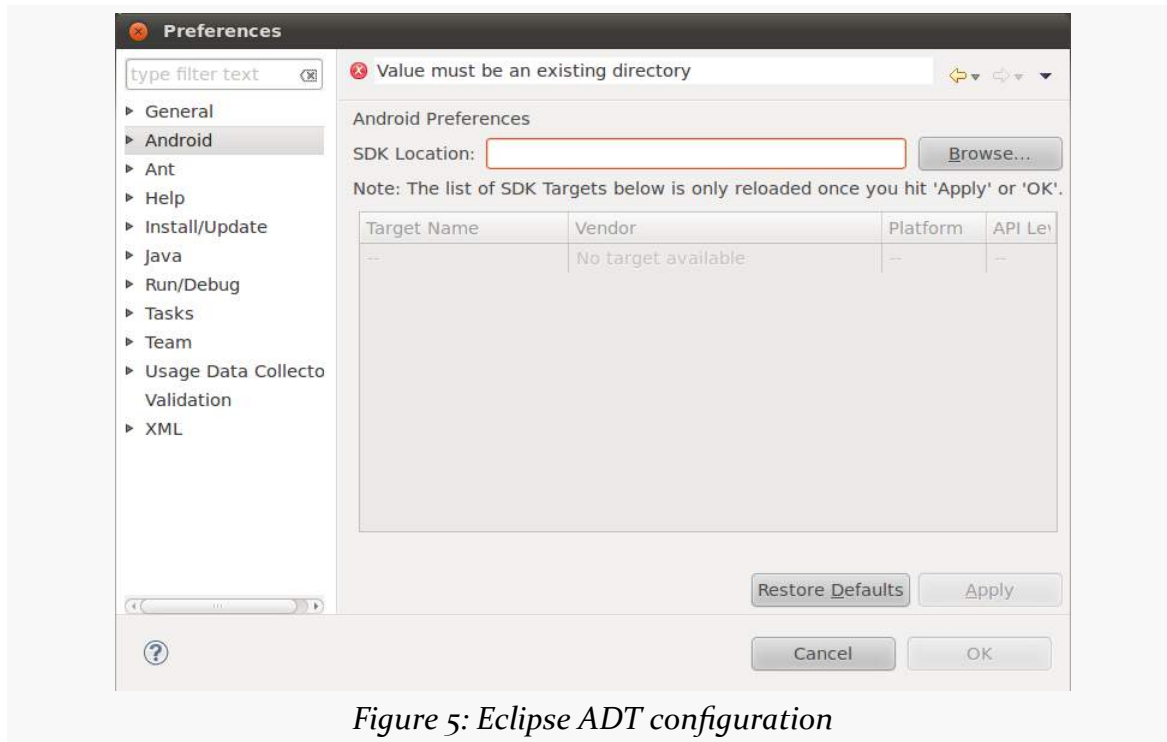 Preferences
type filter text
General
Android
Ant
Help
Install/Update
Java
Run/Debug
Tasks
Team
Usage Data Collecto
Validation
XML
Value must be an existing directory
Android Preferences
SDK Location:
Browse...
Note: The list of SDK Targets below is only reloaded once you hit 'Apply' or 'OK'.
Target Name Vendor Platform API Lev
-- No target available -- --
Restore Defaults Apply
Cancel OK
Figure 5: Eclipse ADT configuration